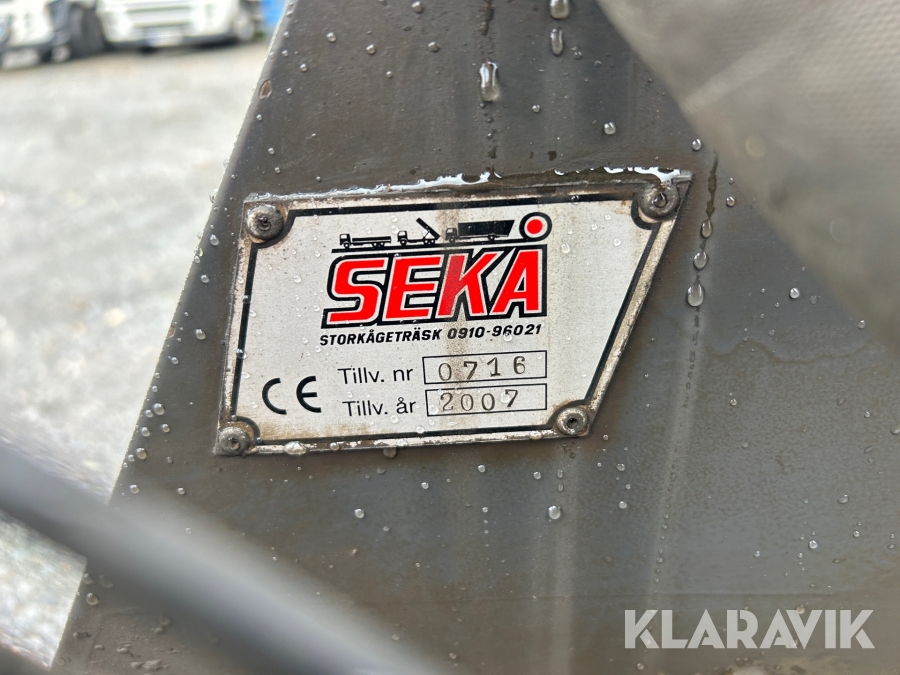 SEKÅ
STORKÅGETRÄSK 0910-96021
CE Tillv. nr 0716
Tillv. år 2007
KLARAVIK